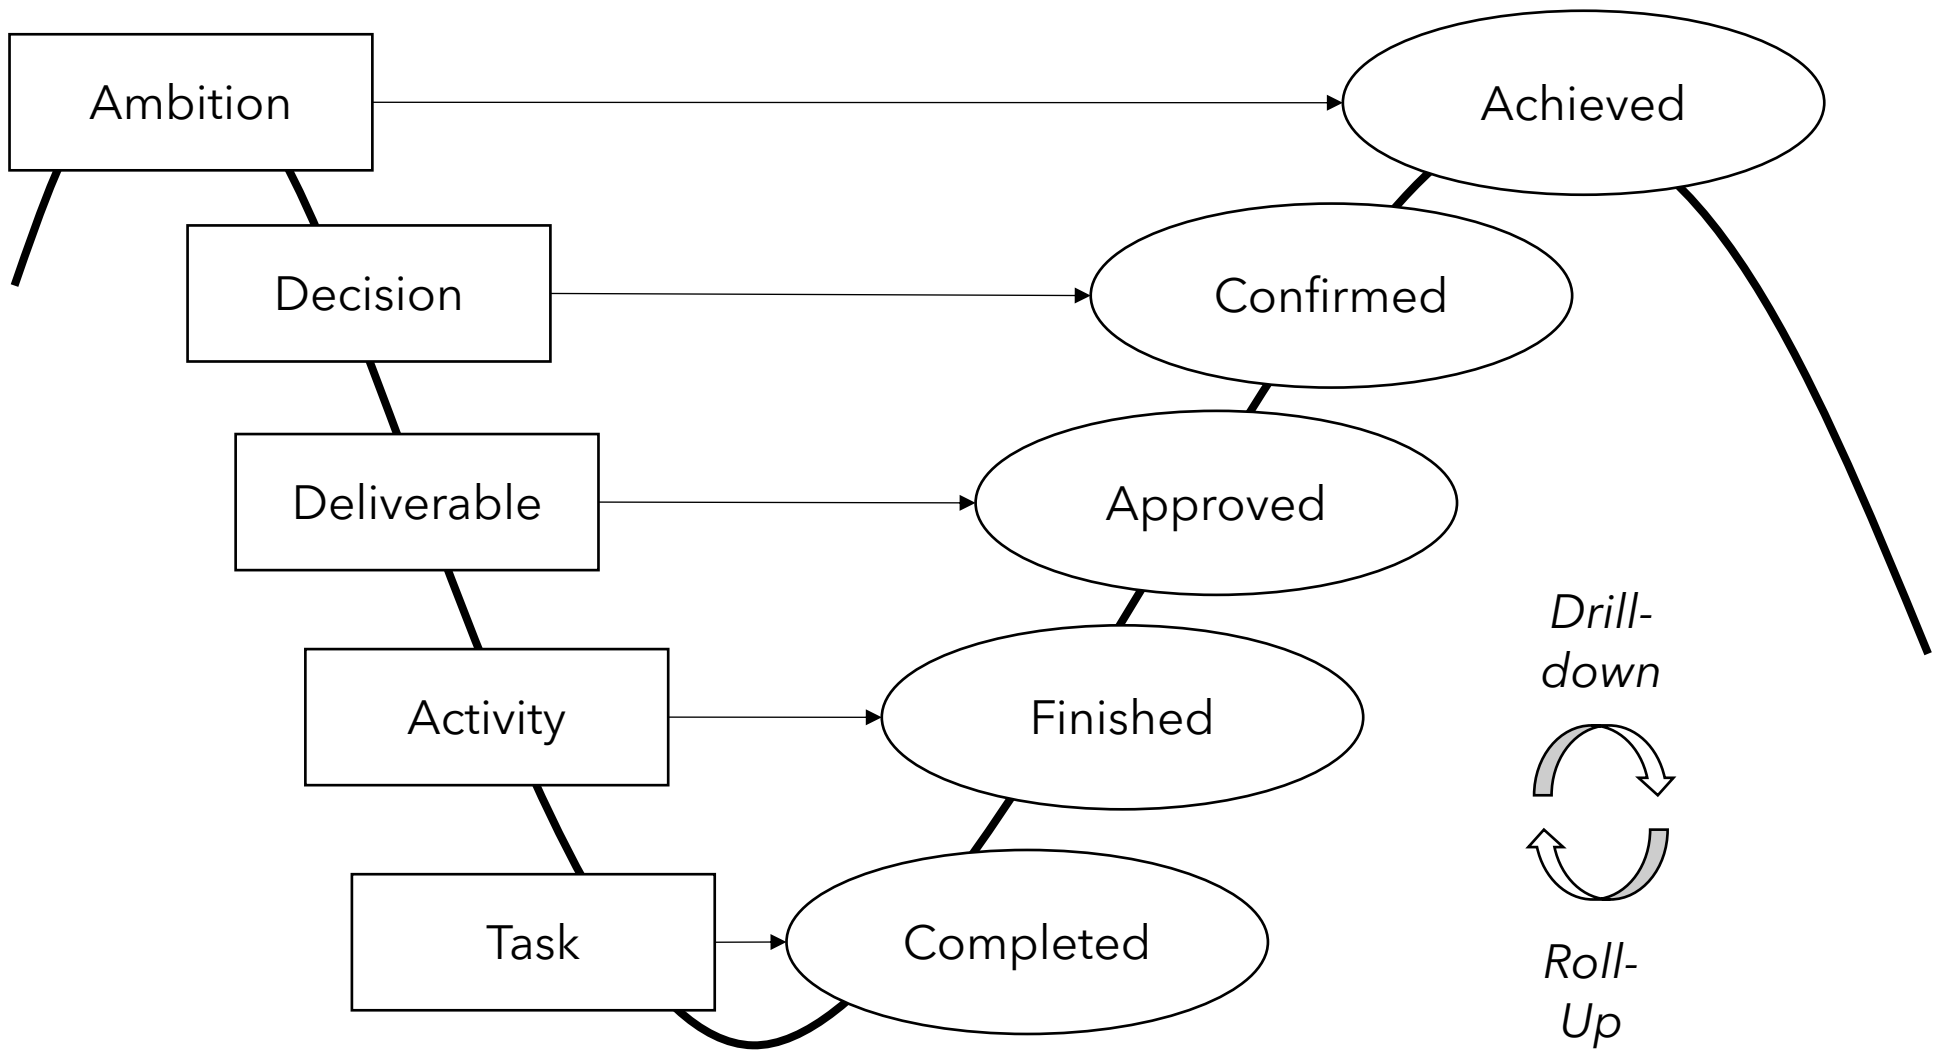 Ambition
Achieved
Decision
Confirmed
Deliverable
Approved
Activity
Finished
Task
Completed
Drill-
down
Roll-
Up